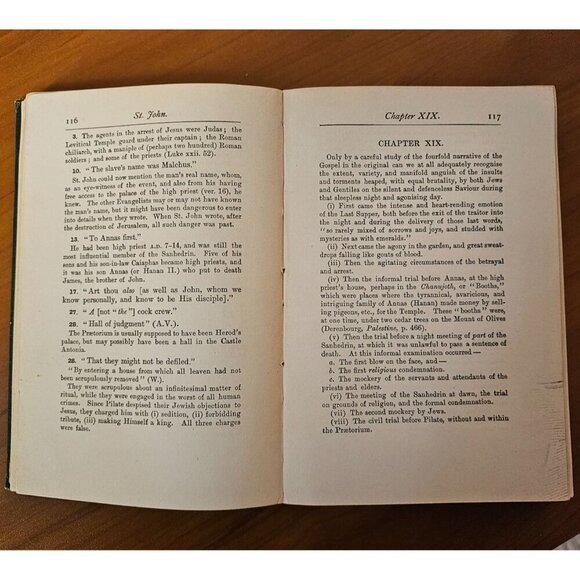 116
St. John.
3. The agents in the arrest of Jesus were Judas; the
Levitical Temple guard under their captain; the Roman
chiliarch, with a maniple of (perhaps two hundred) Roman
soldiers; and some of the priests (Luke xxii. 52).
10. "The slave's name was Malchus."
St. John could now mention the man's real name, whom,
as an eye-witness of the event, and also from his having
free access to the palace of the high priest (ver. 16), he
knew. The other Evangelists may or may not have known
the man's name, but it might have been dangerous to enter
into details when they wrote. When St. John wrote, after
the destruction of Jerusalem, all such danger was past.
13. "To Annas first."
He had been high priest A.D. 7-14, and was still the
most influential member of the Sanhedrin. Five of his
sons and his son-in-law Caiaphas became high priests, and
it was his son Annas (or Hanan II.) who put to death
James, the brother of John.
17. "Art thou also [as well as John, whom we
know personally, and know to be His disciple]."
27. "A [not "the"] cock crew."
28. "Hall of judgment" (A.V.).
The Prætorium is usually supposed to have been Herod's
palace, but may possibly have been in the Castle
Antonia.
28. "That they might not be defiled."
"By entering a house from which all leaven had not
been scrupulously removed" (W.).
They were scrupulous about an infinitesimal matter of
ritual, while they were engaged in the worst of all human
crimes. Since Pilate despised their Jewish objections to
Jesus, they charged him with (i) sedition, (ii) forbidding
tribute, (iii) making Himself a king. All three charges
were false.
Chapter XIX.
117
CHAPTER XIX.
Only by a careful study of the fourfold narrative of the
Gospel in the original can we at all adequately recognise
the extent, variety, and manifold anguish of the insults
and torments heaped, with equal brutality, by both Jews
and Gentiles on the silent and defenceless Saviour during
that sleepless night and agonising day.
(i) First came the intense and heart-rending emotion
of the Last Supper, both before the exit of the traitor into
the night and during the delivery of those last words,
"so rarely mixed of sorrows and joys, and studded with
mysteries as with emeralds."
(ii) Next came the agony in the garden, and great sweat-
drops falling like gouts of blood.
(iii) Then the agitating circumstances of the betrayal
and arrest.
(iv) Then the informal trial before Annas, at the high
priest's house, perhaps in the Chanujoth, or "Booths,"
which were places where the tyrannical, avaricious, and
intriguing family of Annas (Hanan) made money by sell-
ing pigeons, etc., for the Temple. These "booths" were,
at one time, under two cedar trees on the Mount of Olives
(Derenbourg, Palestine, p. 466).
(v) Then the trial before a night meeting of part of the
Sanhedrin, at which it was unlawful to pass a sentence of
death. At this informal examination occurred—
a. The first blow on the face, and—
b. The first religious condemnation.
c. The mockery of the servants and attendants of the
priests and elders.
(vi) The meeting of the Sanhedrin at dawn, the trial
on grounds of religion, and the formal condemnation.
(vii) The second mockery by Jews.
(viii) The civil trial before Pilate, without and within
the Prætorium.